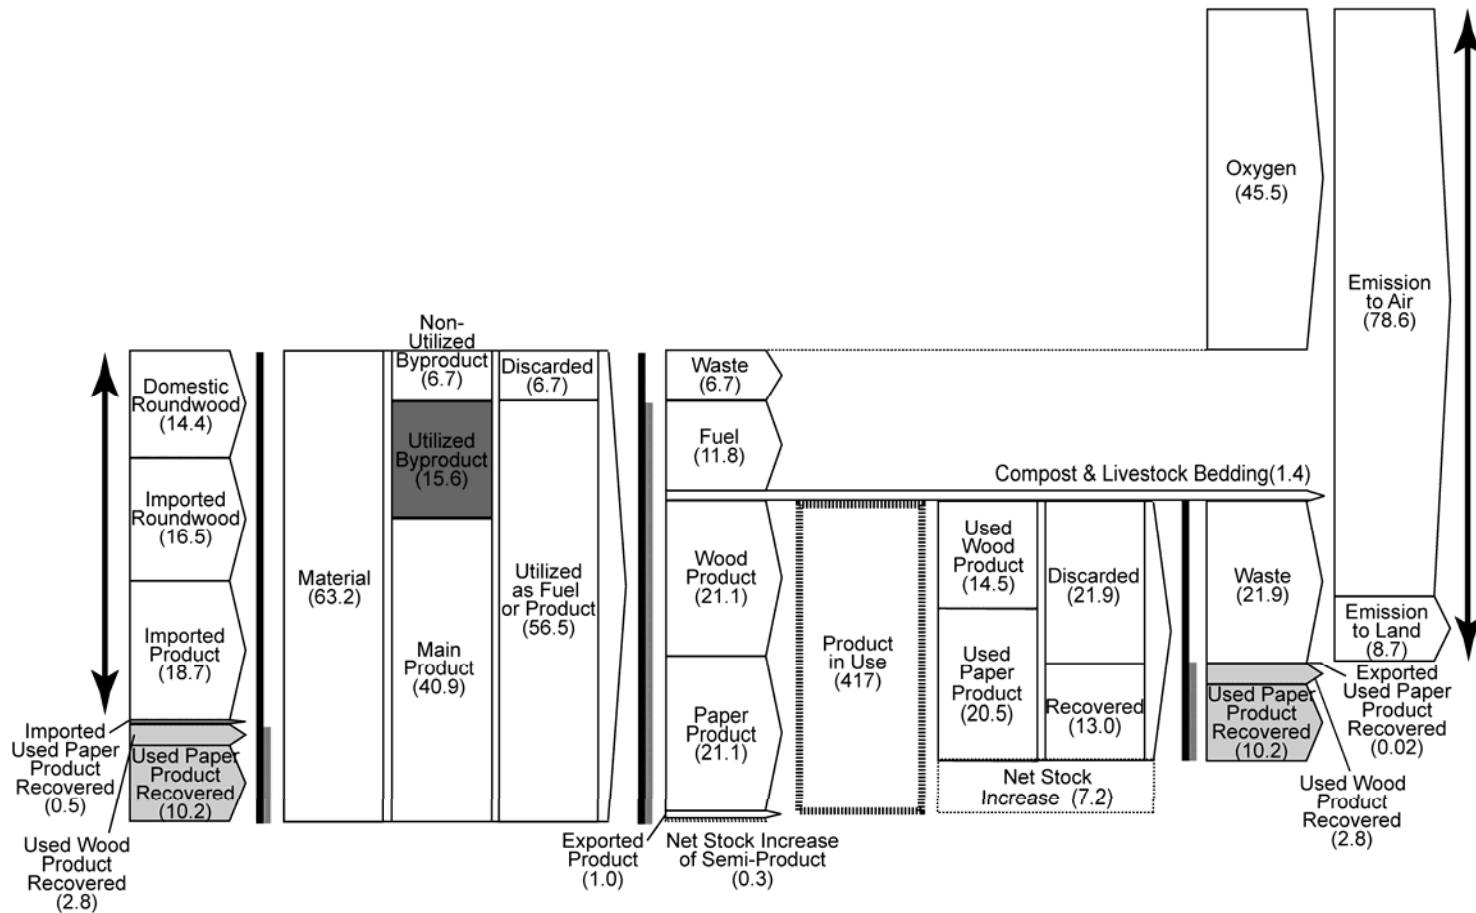 Domestic
Roundwood
(14.4)
Imported
Roundwood
(16.5)
Imported
Product
(18.7)
Imported
Used Paper
Product
Recovered
(0.5)
Used Wood
Product
Recovered
(2.8)
Used Paper
Product
Recovered
(10.2)
Material
(63.2)
Non-
Utilized
Byproduct
(6.7)
Utilized
Byproduct
(15.6)
Main
Product
(40.9)
Discarded
(6.7)
Utilized
as Fuel
or Product
(56.5)
Waste
(6.7)
Fuel
(11.8)
Compost & Livestock Bedding(1.4)
Wood
Product
(21.1)
Paper
Product
(21.1)
Exported
Product
(1.0)
Net Stock Increase
of Semi-Product
(0.3)
Product
in Use
(417)
Used
Wood
Product
(14.5)
Used
Paper
Product
(20.5)
Discarded
(21.9)
Recovered
(13.0)
Net Stock
Increase (7.2)
Oxygen
(45.5)
Emission
to Air
(78.6)
Waste
(21.9)
Emission
to Land
(8.7)
Used Paper
Product
Recovered
(10.2)
Exported
Used Paper
Product
Recovered
(0.02)
Used Wood
Product
Recovered
(2.8)